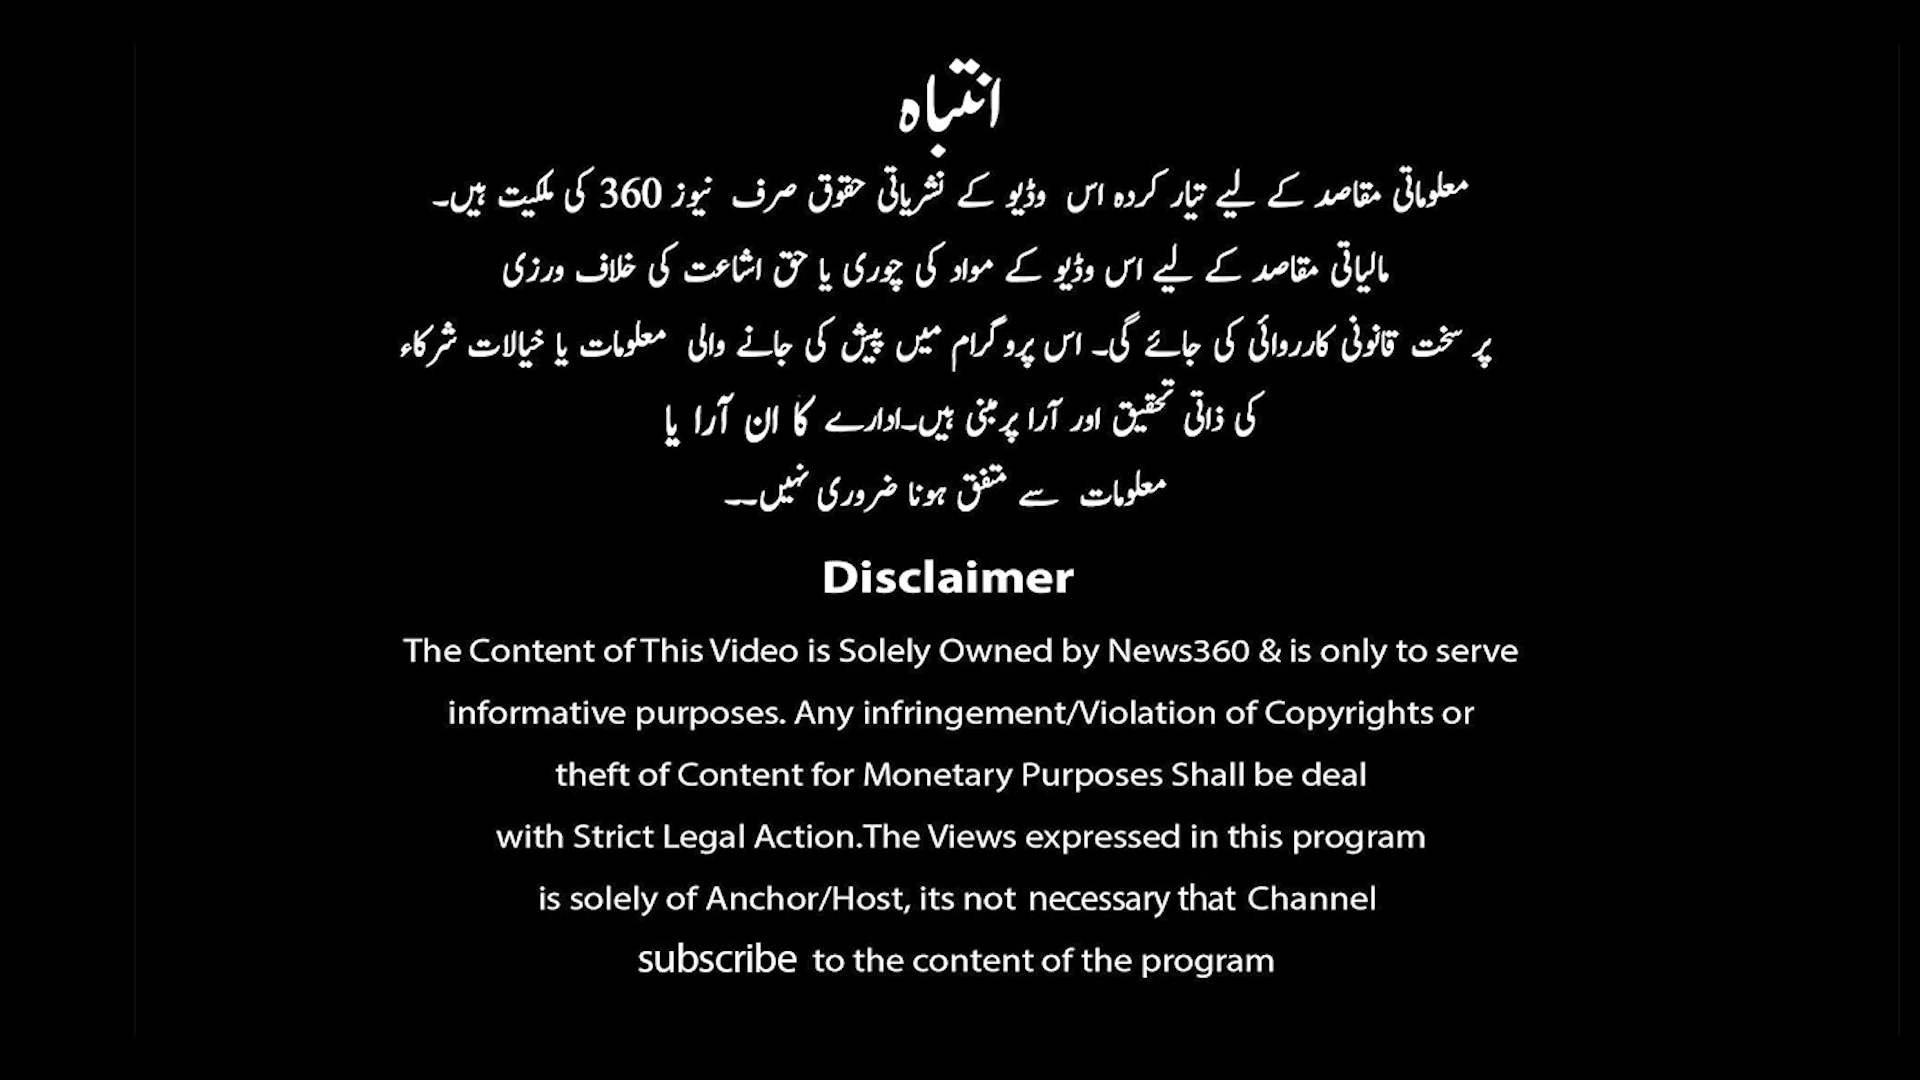 انتباہ
معلوماتی مقاصد کے لیے تیار کردہ اس وڈیو کے نشریاتی حقوق صرف نیوز 360 کی ملکیت ہیں۔
مالیاتی مقاصد کے لیے اس وڈیو کے مواد کی چوری یا حق اشاعت کی خلاف ورزی
پر سخت قانونی کارروائی کی جائے گی۔ اس پروگرام میں پیش کی جانے والی معلومات یا خیالات شرکاء
کی ذاتی تحقیق اور آرا پر مبنی ہیں۔ادارے کا ان آرا یا
معلومات سے متفق ہونا ضروری نہیں۔۔
Disclaimer
The Content of This Video is Solely Owned by News360 & is only to serve
informative purposes. Any infringement/Violation of Copyrights or
theft of Content for Monetary Purposes Shall be deal
with Strict Legal Action.The Views expressed in this program
is solely of Anchor/Host, its not necessary that Channel
subscribe to the content of the program